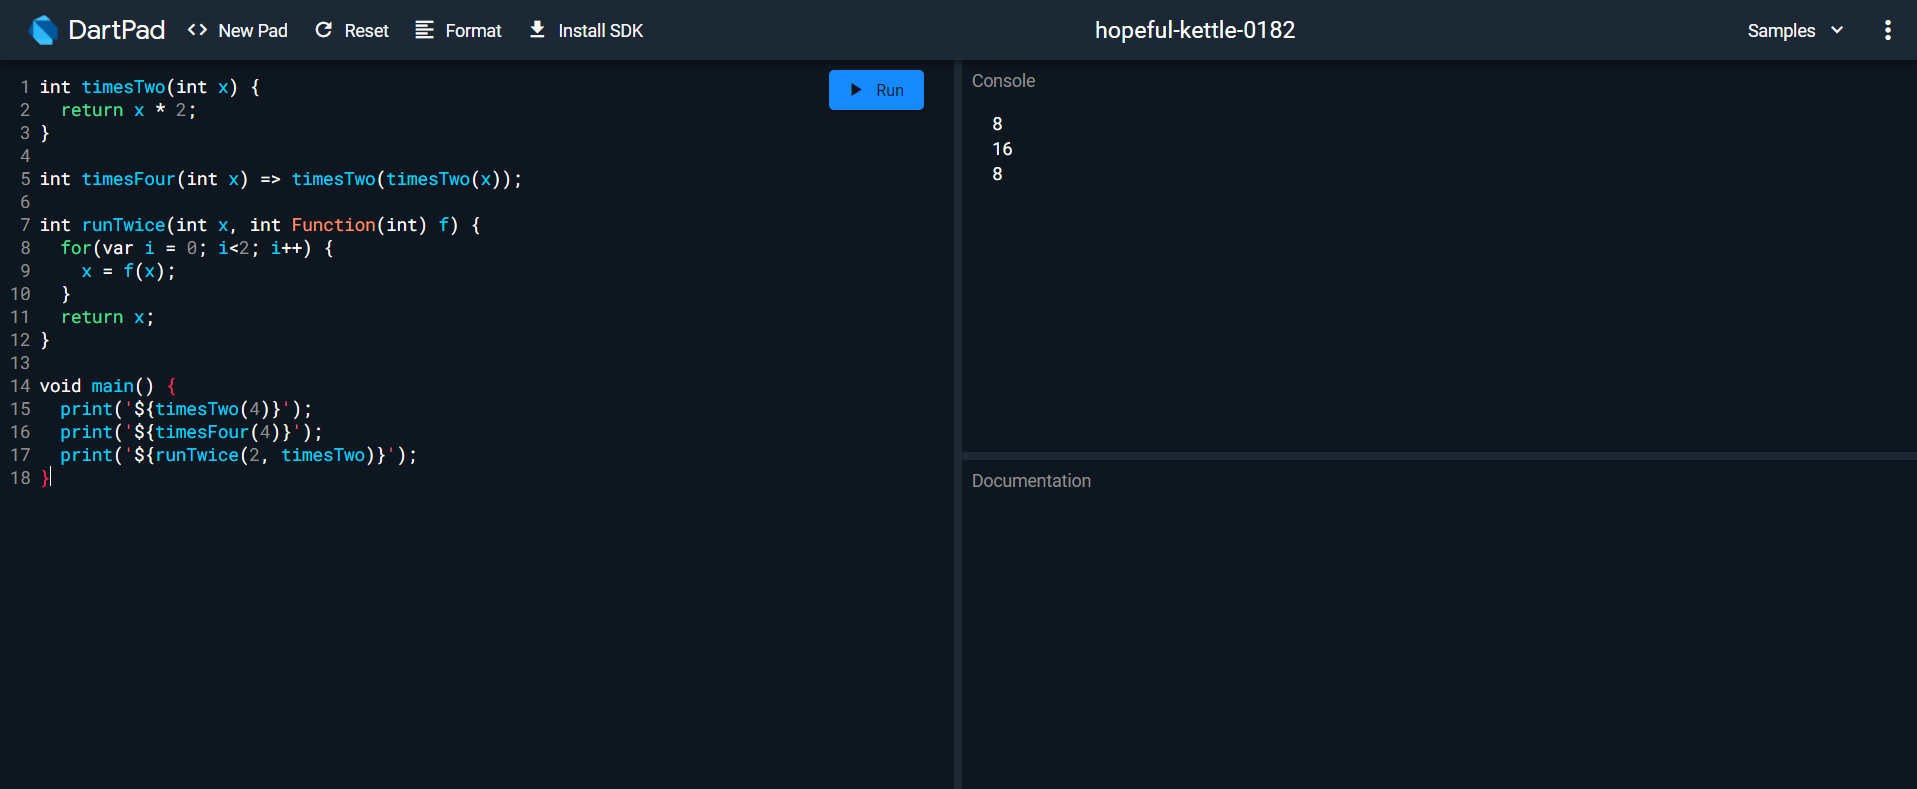 DartPad <> New Pad Reset Format Install SDK hopeful-kettle-0182 Samples
1 int timesTwo(int x) {
2   return x * 2;
3 }
4
5 int timesFour(int x) => timesTwo(timesTwo(x));
6
7 int runTwice(int x, int Function(int) f) {
8   for(var i = 0; i<2; i++) {
9     x = f(x);
10   }
11   return x;
12 }
13
14 void main() {
15   print('${timesTwo(4)}');
16   print('${timesFour(4)}');
17   print('${runTwice(2, timesTwo)}');
18 }
Run
Console
8
16
8
Documentation